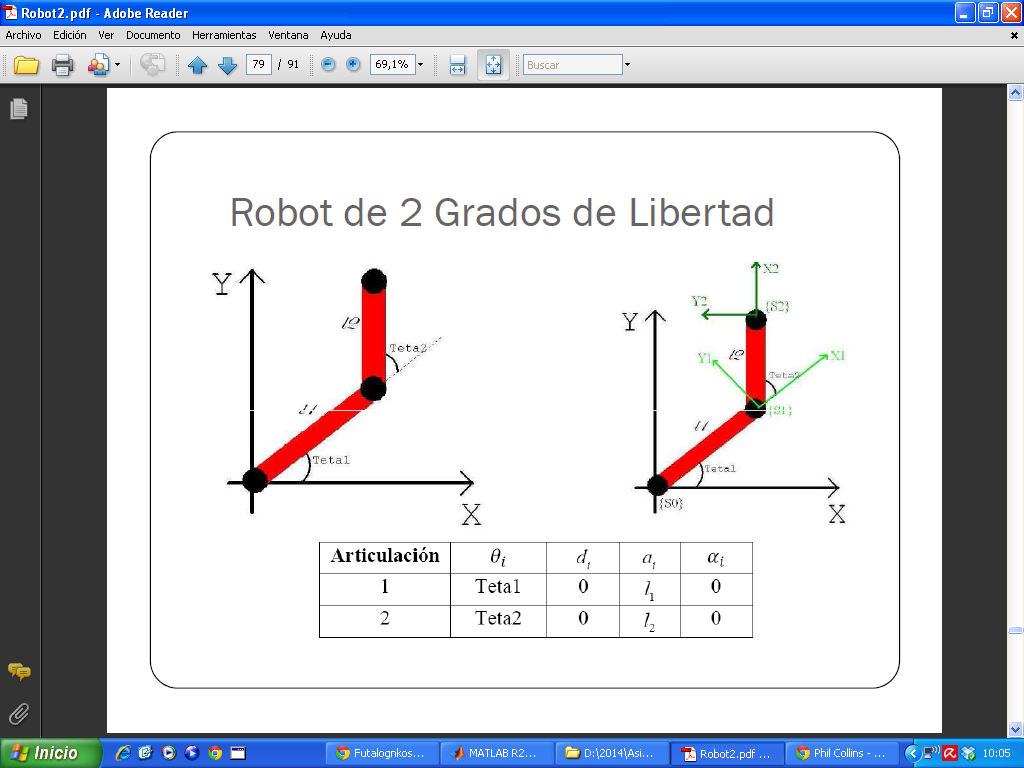 Robot2.pdf - Adobe Reader
Archivo Edición Ver Documento Herramientas Ventana Ayuda
79 / 91 69,1% Buscar
Robot de 2 Grados de Libertad
Y
l2
Teta2
l1
Teta1
X
X2
Y2
{S2}
Y
Y1
l2
X1
Teta2
{S1}
l1
Teta1
{S0}
X
Articulación θi di ai αi
1 Teta1 0 l1 0
2 Teta2 0 l2 0
Inicio Futalognkos... MATLAB R2... D:\2014\Asi... Robot2.pdf ... Phil Collins - ... 10:05